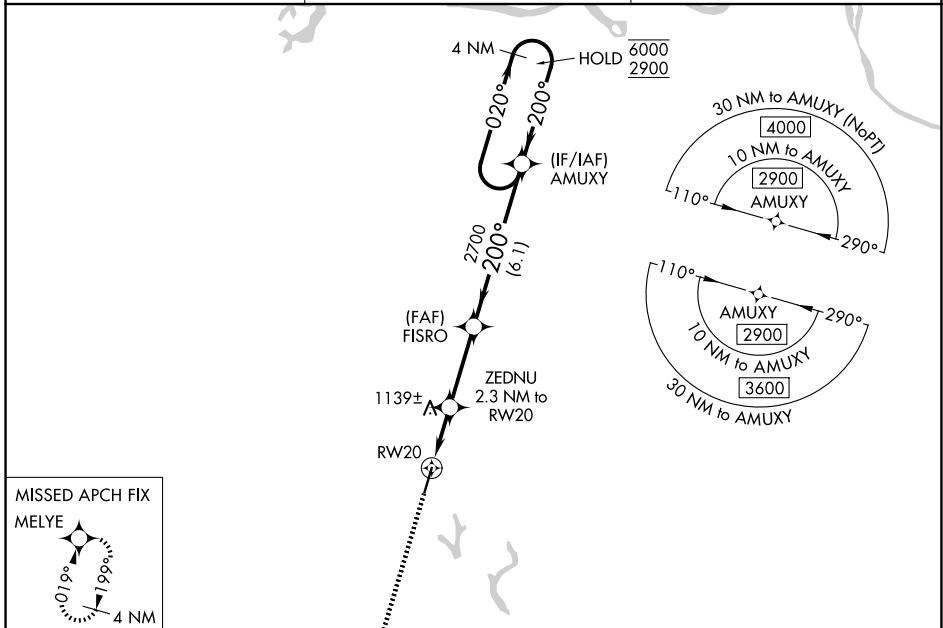 4 NM
HOLD
6000
2900
020°
200°
(IF/IAF)
AMUXY
2700
200°
(6.1)
(FAF)
FISRO
ZEDNU
2.3 NM to
RW20
1139±
RW20
30 NM to AMUXY (NoPT)
4000
10 NM to AMUXY
2900
AMUXY
110°
290°
110°
290°
AMUXY
2900
10 NM to AMUXY
3600
30 NM to AMUXY
MISSED APCH FIX
MELYE
019°
199°
4 NM